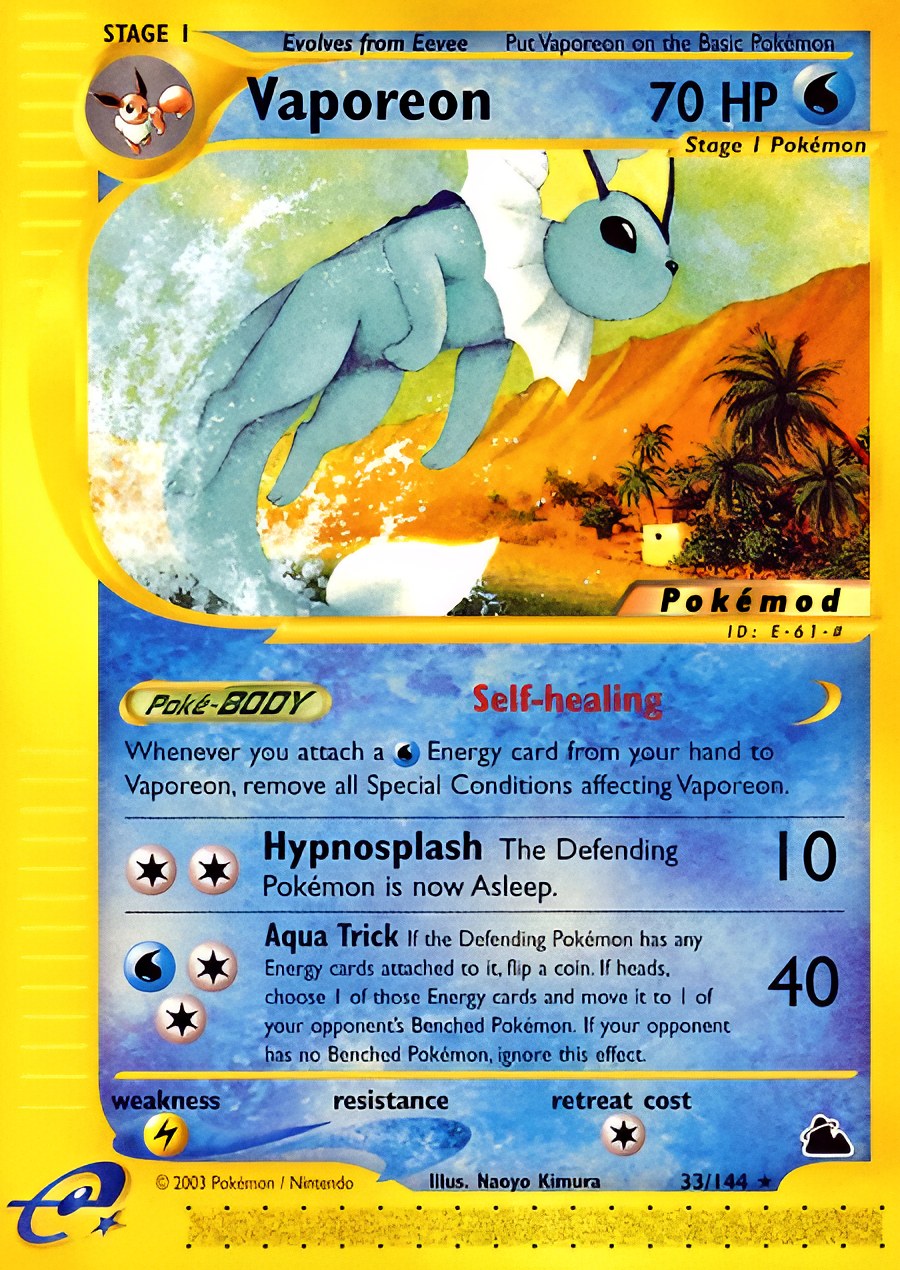 STAGE 1
Evolves from Eevee Put Vaporeon on the Basic Pokémon
Vaporeon 70 HP
Stage 1 Pokémon
Pokémod
ID: E-61-#
Poké-BODY Self-healing
Whenever you attach a Energy card from your hand to
Vaporeon, remove all Special Conditions affecting Vaporeon.
Hypnosplash The Defending 10
Pokémon is now Asleep.
Aqua Trick If the Defending Pokémon has any
Energy cards attached to it, flip a coin. If heads,
choose 1 of those Energy cards and move it to 1 of 40
your opponent's Benched Pokémon. If your opponent
has no Benched Pokémon, ignore this effect.
weakness resistance retreat cost
e
© 2003 Pokémon / Nintendo Illus. Naoyo Kimura 33/144 ★